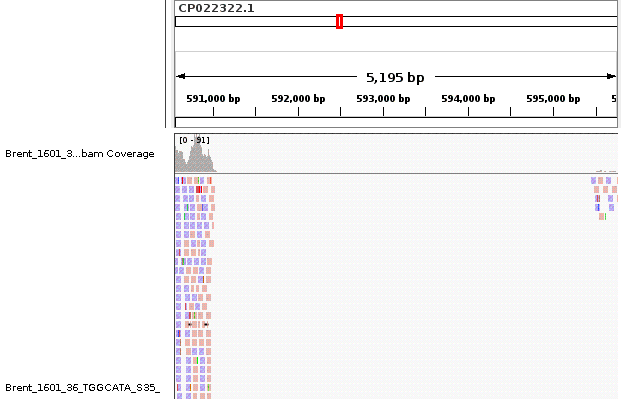 CP022322.1
5,195 bp
591,000 bp 592,000 bp 593,000 bp 594,000 bp 595,000 bp 5
[0 - 91]
Brent_1601_3...bam Coverage
Brent_1601_36_TGGCATA_S35_